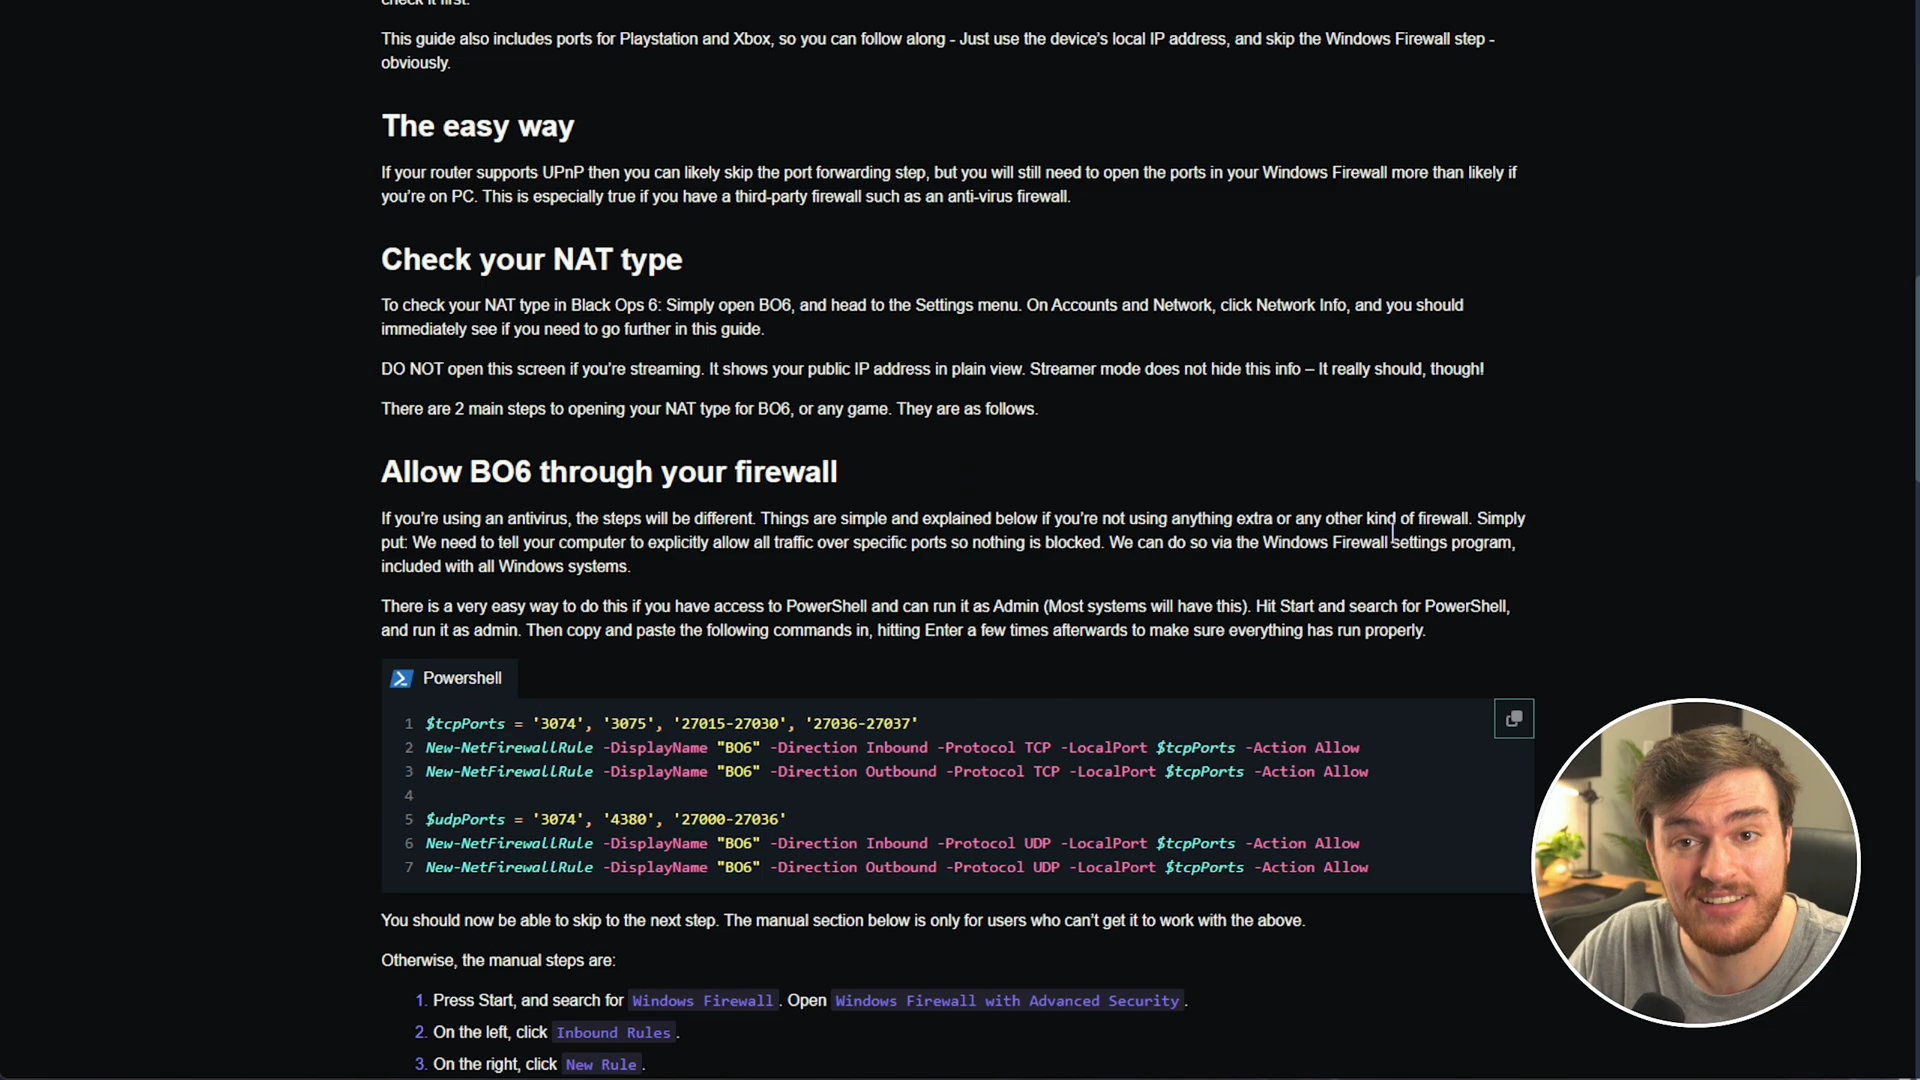 check it first.
This guide also includes ports for Playstation and Xbox, so you can follow along - Just use the device's local IP address, and skip the Windows Firewall step -
obviously.
The easy way
If your router supports UPnP then you can likely skip the port forwarding step, but you will still need to open the ports in your Windows Firewall more than likely if
you're on PC. This is especially true if you have a third-party firewall such as an anti-virus firewall.
Check your NAT type
To check your NAT type in Black Ops 6: Simply open BO6, and head to the Settings menu. On Accounts and Network, click Network Info, and you should
immediately see if you need to go further in this guide.
DO NOT open this screen if you're streaming. It shows your public IP address in plain view. Streamer mode does not hide this info – It really should, though!
There are 2 main steps to opening your NAT type for BO6, or any game. They are as follows.
Allow BO6 through your firewall
If you're using an antivirus, the steps will be different. Things are simple and explained below if you're not using anything extra or any other kind of firewall. Simply
put: We need to tell your computer to explicitly allow all traffic over specific ports so nothing is blocked. We can do so via the Windows Firewall settings program,
included with all Windows systems.
There is a very easy way to do this if you have access to PowerShell and can run it as Admin (Most systems will have this). Hit Start and search for PowerShell,
and run it as admin. Then copy and paste the following commands in, hitting Enter a few times afterwards to make sure everything has run properly.
Powershell
1 $tcpPorts = '3074', '3075', '27015-27030', '27036-27037'
2 New-NetFirewallRule -DisplayName "BO6" -Direction Inbound -Protocol TCP -LocalPort $tcpPorts -Action Allow
3 New-NetFirewallRule -DisplayName "BO6" -Direction Outbound -Protocol TCP -LocalPort $tcpPorts -Action Allow
4
5 $udpPorts = '3074', '4380', '27000-27036'
6 New-NetFirewallRule -DisplayName "BO6" -Direction Inbound -Protocol UDP -LocalPort $tcpPorts -Action Allow
7 New-NetFirewallRule -DisplayName "BO6" -Direction Outbound -Protocol UDP -LocalPort $tcpPorts -Action Allow
You should now be able to skip to the next step. The manual section below is only for users who can't get it to work with the above.
Otherwise, the manual steps are:
1. Press Start, and search for Windows Firewall. Open Windows Firewall with Advanced Security.
2. On the left, click Inbound Rules.
3. On the right, click New Rule.